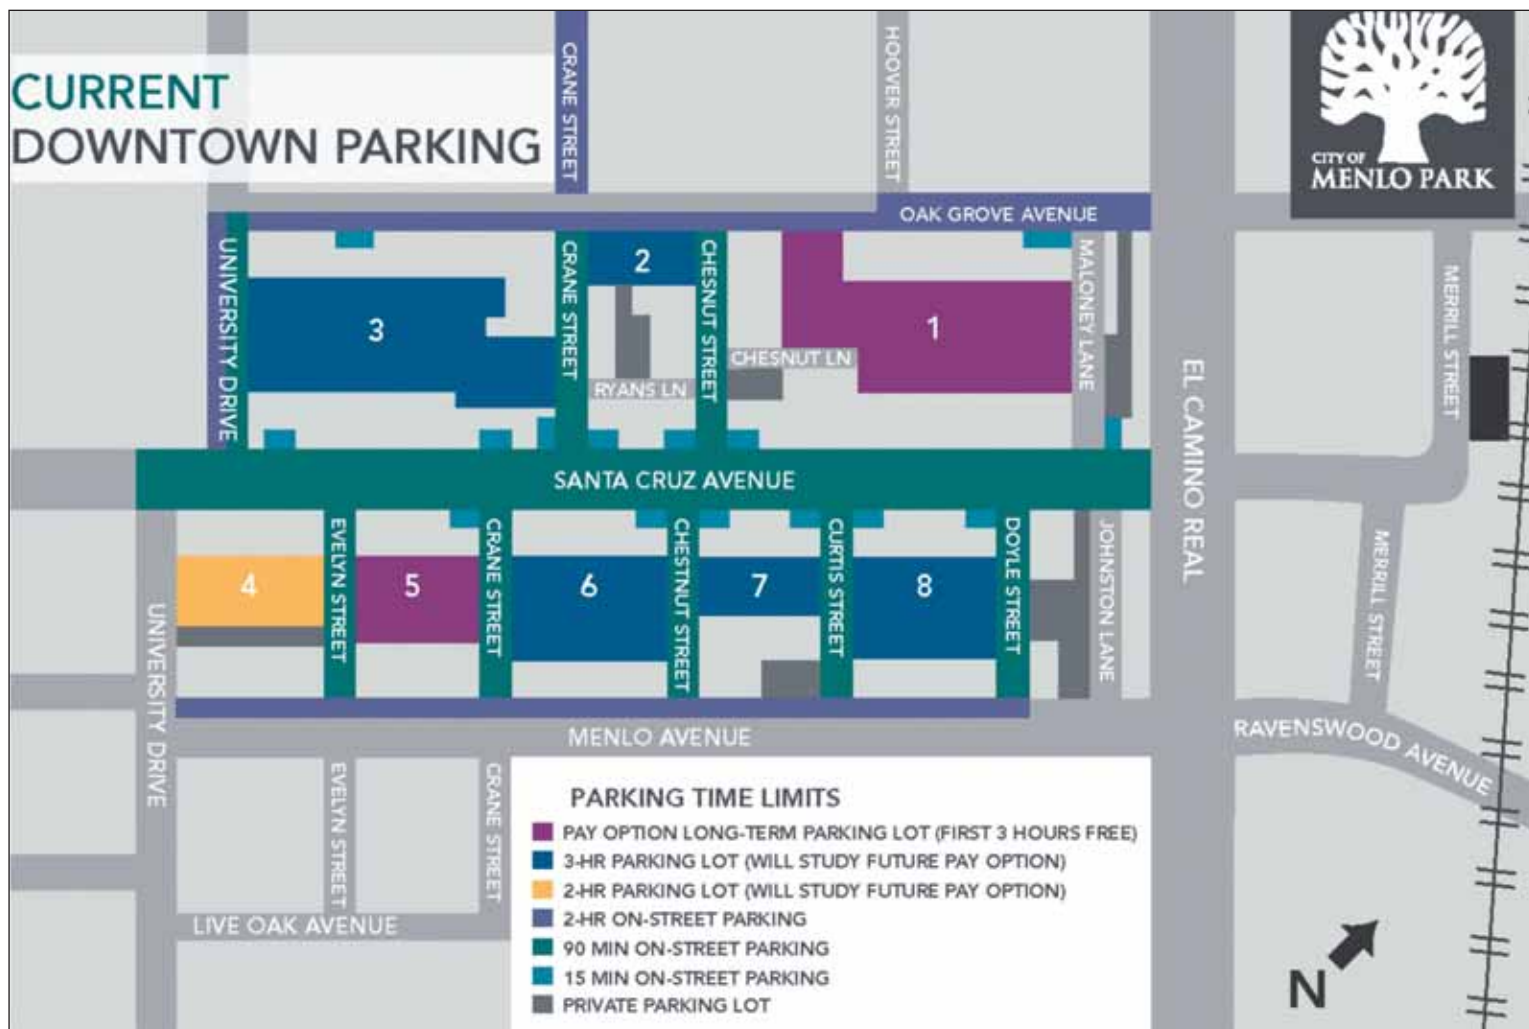 CURRENT
DOWNTOWN PARKING
CRANE STREET
HOOVER STREET
CITY OF
MENLO PARK
OAK GROVE AVENUE
UNIVERSITY DRIVE
CRANE STREET
2
CHESNUT STREET
MALONEY LANE
MERRILL STREET
3
1
CHESNUT LN
RYANS LN
EL CAMINO REAL
SANTA CRUZ AVENUE
EVELYN STREET
CRANE STREET
CHESTNUT STREET
CURTIS STREET
DOYLE STREET
JOHNSTON LANE
MERRILL STREET
4
5
6
7
8
UNIVERSITY DRIVE
MENLO AVENUE
RAVENSWOOD AVENUE
EVELYN STREET
CRANE STREET
LIVE OAK AVENUE
PARKING TIME LIMITS
PAY OPTION LONG-TERM PARKING LOT (FIRST 3 HOURS FREE)
3-HR PARKING LOT (WILL STUDY FUTURE PAY OPTION)
2-HR PARKING LOT (WILL STUDY FUTURE PAY OPTION)
2-HR ON-STREET PARKING
90 MIN ON-STREET PARKING
15 MIN ON-STREET PARKING
PRIVATE PARKING LOT
N